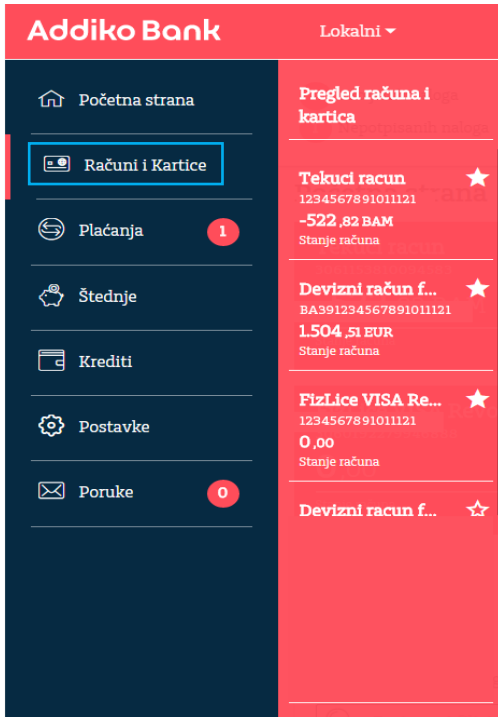 Addiko Bank
Lokalni
Početna strana
Računi i Kartice
Plaćanja
1
Štednje
Krediti
Postavke
Poruke
0
Pregled računa i
kartica
Tekuci racun
1234567891011121
-522 ,82 BAM
Stanje računa
Devizni račun f...
BA391234567891011121
1.504 ,51 EUR
Stanje računa
FizLice VISA Re...
1234567891011121
0 ,00
Stanje računa
Devizni racun f...